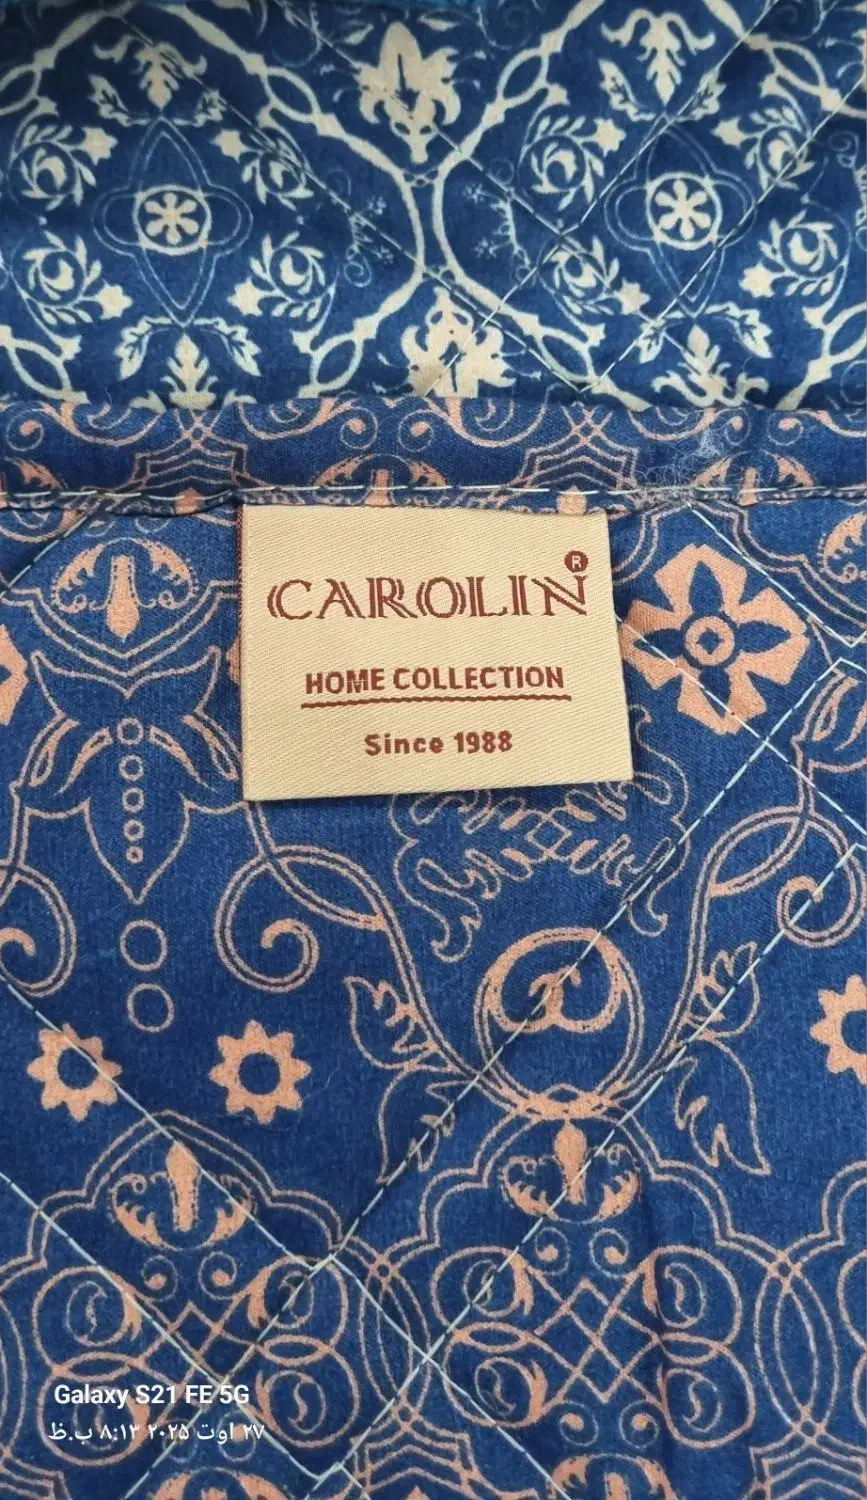 CAROLIN®
HOME COLLECTION
Since 1988
Galaxy S21 FE 5G
۲۷ اوت ۲۰۲۵ ۸:۱۳ ب.ظ